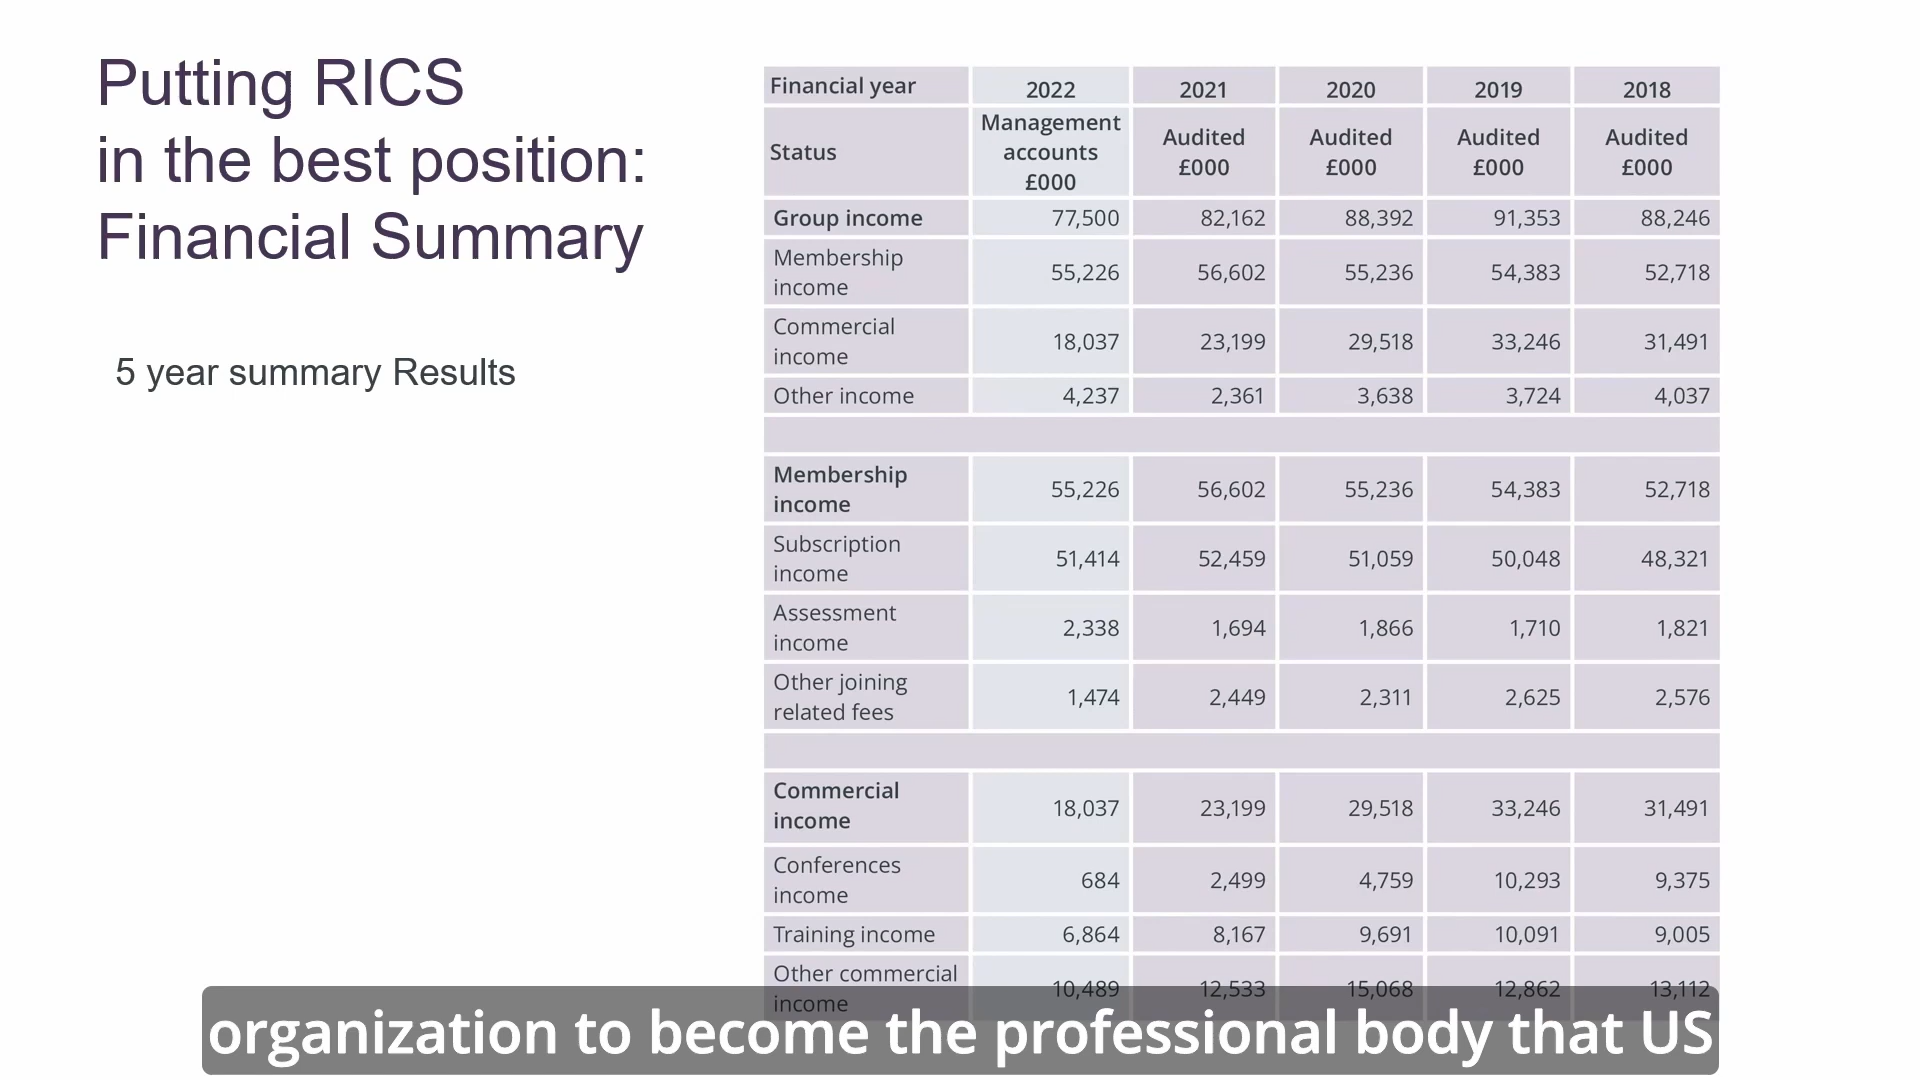 Putting RICS
in the best position:
Financial Summary
5 year summary Results
Financial year 2022 2021 2020 2019 2018
Status Management accounts £000 Audited £000 Audited £000 Audited £000 Audited £000
Group income 77,500 82,162 88,392 91,353 88,246
Membership income 55,226 56,602 55,236 54,383 52,718
Commercial income 18,037 23,199 29,518 33,246 31,491
Other income 4,237 2,361 3,638 3,724 4,037
Membership income 55,226 56,602 55,236 54,383 52,718
Subscription income 51,414 52,459 51,059 50,048 48,321
Assessment income 2,338 1,694 1,866 1,710 1,821
Other joining related fees 1,474 2,449 2,311 2,625 2,576
Commercial income 18,037 23,199 29,518 33,246 31,491
Conferences income 684 2,499 4,759 10,293 9,375
Training income 6,864 8,167 9,691 10,091 9,005
Other commercial income 10,489 12,533 15,068 12,862 13,112
organization to become the professional body that US